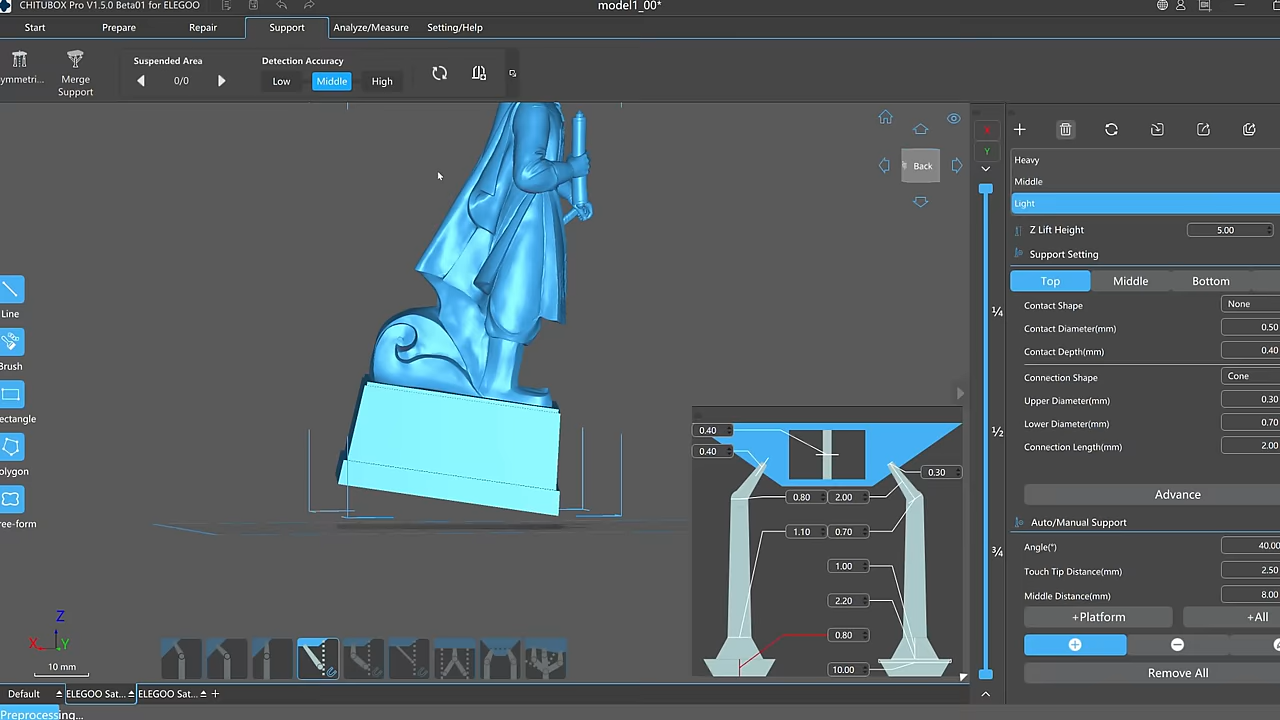 CHITUBOX Pro V1.5.0 Beta01 for ELEGOO
model1_00*
Start
Prepare
Repair
Support
Analyze/Measure
Setting/Help
ymmetri...
Merge
Support
Suspended Area
0/0
Detection Accuracy
Low
Middle
High
Back
X
Y
Heavy
Middle
Light
Z Lift Height 5.00
Support Setting
Top
Middle
Bottom
Contact Shape None
Contact Diameter(mm) 0.50
Contact Depth(mm) 0.40
Connection Shape Cone
Upper Diameter(mm) 0.30
Lower Diameter(mm) 0.70
Connection Length(mm) 2.00
Advance
Auto/Manual Support
Angle(°) 40.00
Touch Tip Distance(mm) 2.50
Middle Distance(mm) 8.00
+Platform
+All
Remove All
Line
Brush
ectangle
olygon
ree-form
¼
½
¾
0.40
0.40
0.30
0.80
2.00
1.10
0.70
1.00
2.20
0.80
10.00
Z
X
Y
10 mm
Default
ELEGOO Sat...
ELEGOO Sat...
+
Preprocessing...